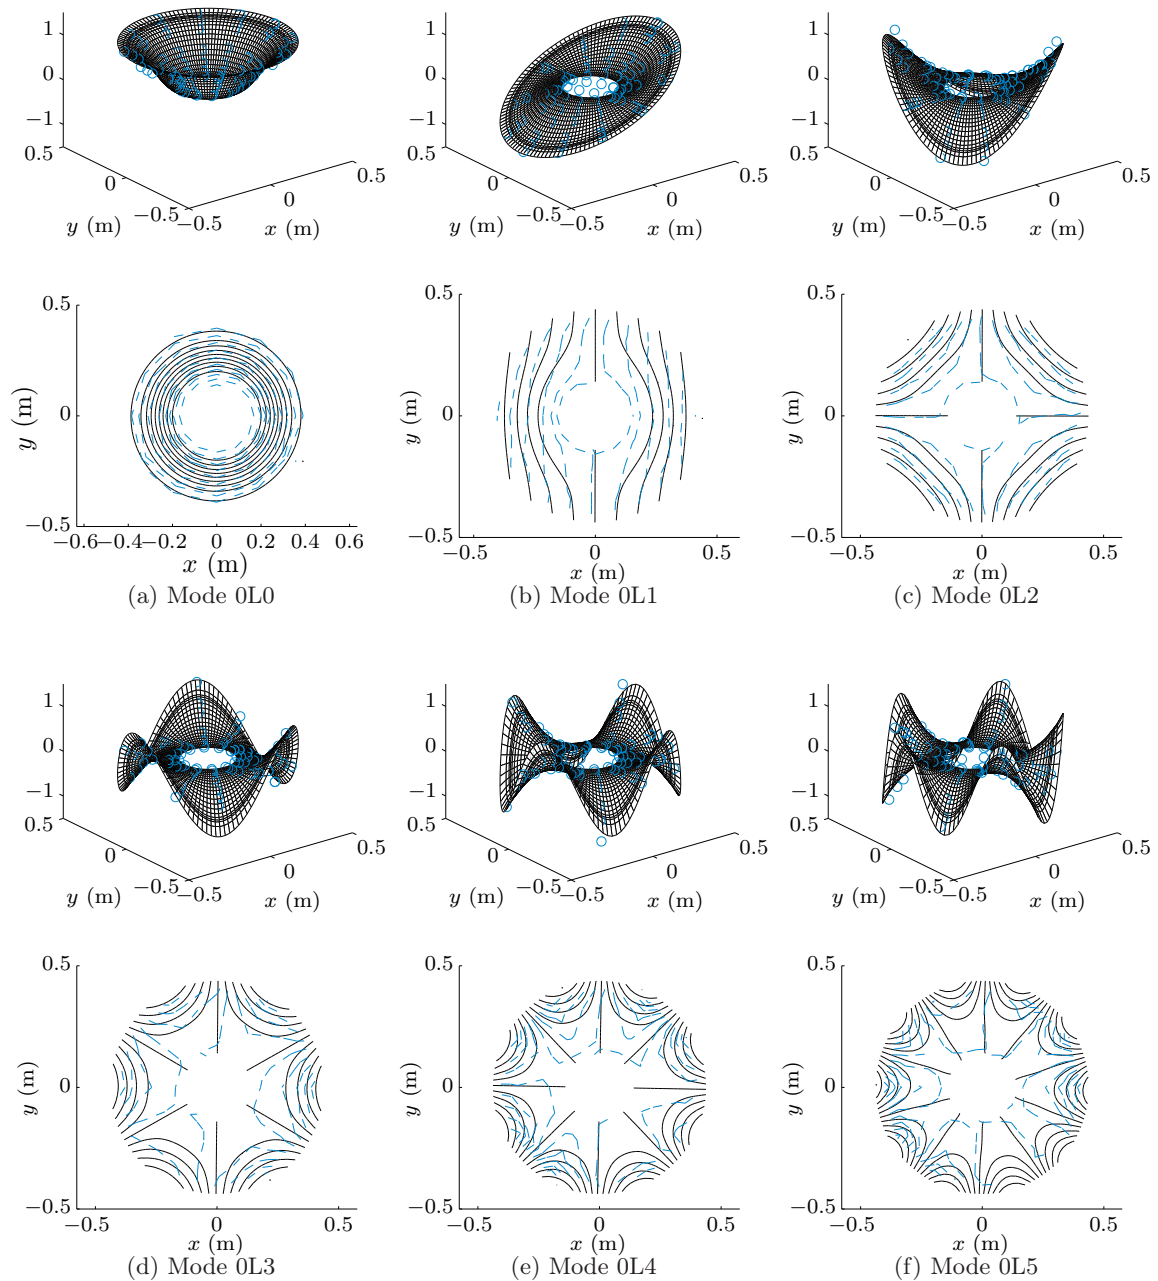 1 1 1
0 0 0
−1 −1 −1
0.5 0.5 0.5
0.5 0.5 0.5
0 0 0 0 0 0
−0.5 −0.5 −0.5 −0.5 −0.5 −0.5
y (m) x (m) y (m) x (m) y (m) x (m)
0.5 0.5 0.5
y (m) 0 y (m) 0 y (m) 0
−0.5 −0.5 −0.5
−0.6 −0.4 −0.2 0 0.2 0.4 0.6 −0.5 0 0.5 −0.5 0 0.5
x (m) x (m) x (m)
(a) Mode 0L0 (b) Mode 0L1 (c) Mode 0L2
1 1 1
0 0 0
−1 −1 −1
0.5 0.5 0.5
0.5 0.5 0.5
0 0 0 0 0 0
−0.5 −0.5 −0.5 −0.5 −0.5 −0.5
y (m) x (m) y (m) x (m) y (m) x (m)
0.5 0.5 0.5
y (m) 0 y (m) 0 y (m) 0
−0.5 −0.5 −0.5
−0.5 0 0.5 −0.5 0 0.5 −0.5 0 0.5
x (m) x (m) x (m)
(d) Mode 0L3 (e) Mode 0L4 (f) Mode 0L5